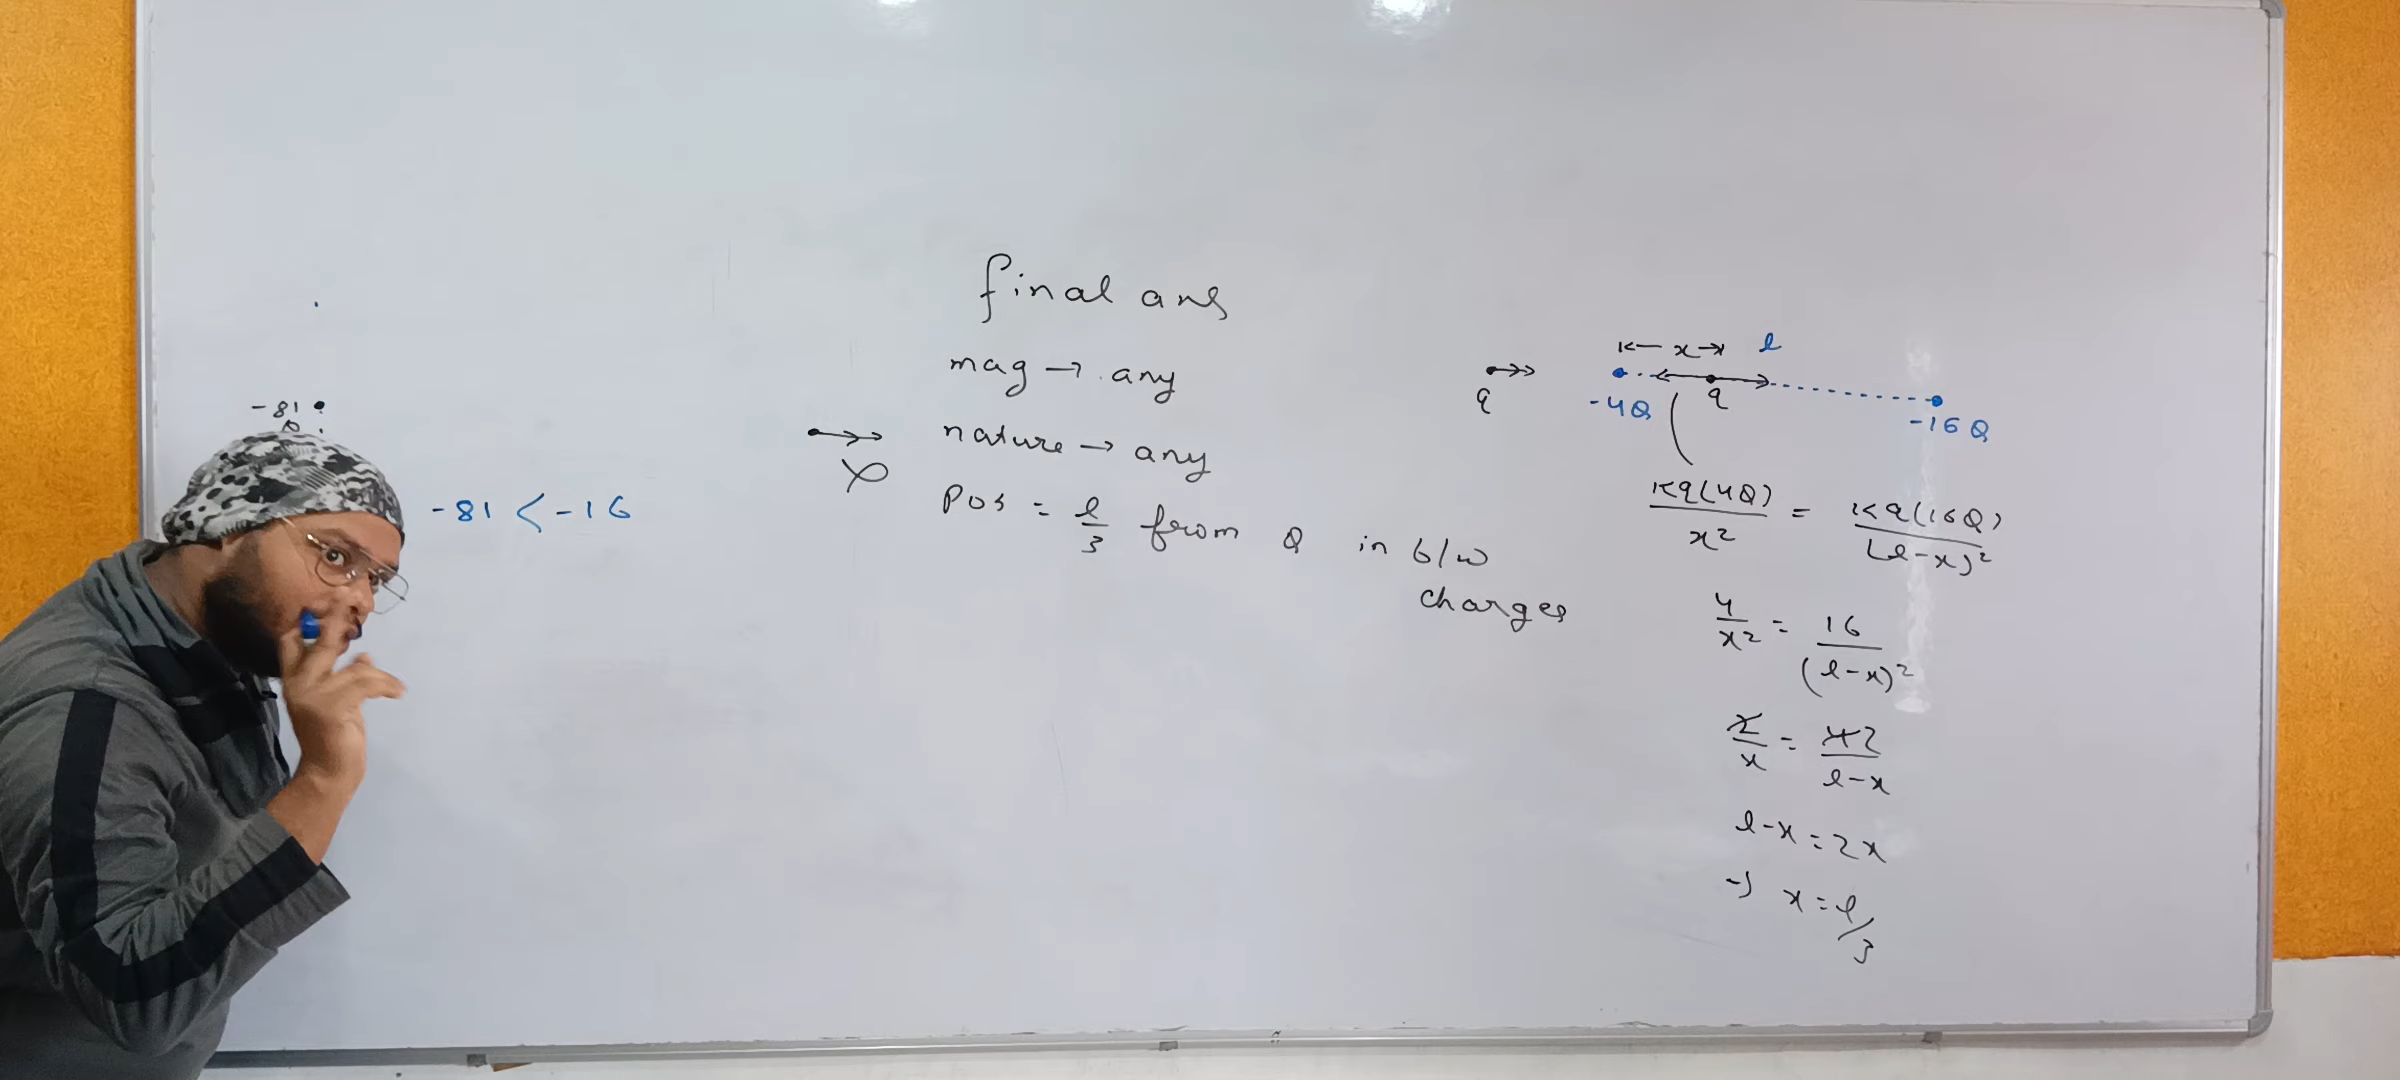 -81
Q
-81 < -16
final ans
mag → any
nature → any
Pos = l/3 from Q in b/w
charges
x l
q -4Q q -16Q
Kq(4Q)/x² = Kq(16Q)/(l-x)²
4/x² = 16/(l-x)²
2/x = 42/l-x
l-x = 2x
→ x = l/3